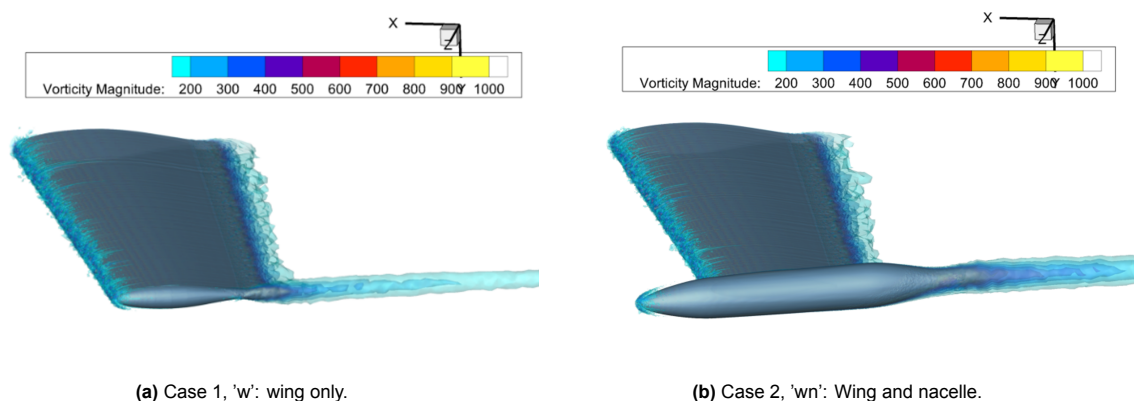 X
Z
Vorticity Magnitude: 200 300 400 500 600 700 800 900 1000
Y
X
Z
Vorticity Magnitude: 200 300 400 500 600 700 800 900 1000
Y
(a) Case 1, ’w’: wing only.
(b) Case 2, ’wn’: Wing and nacelle.